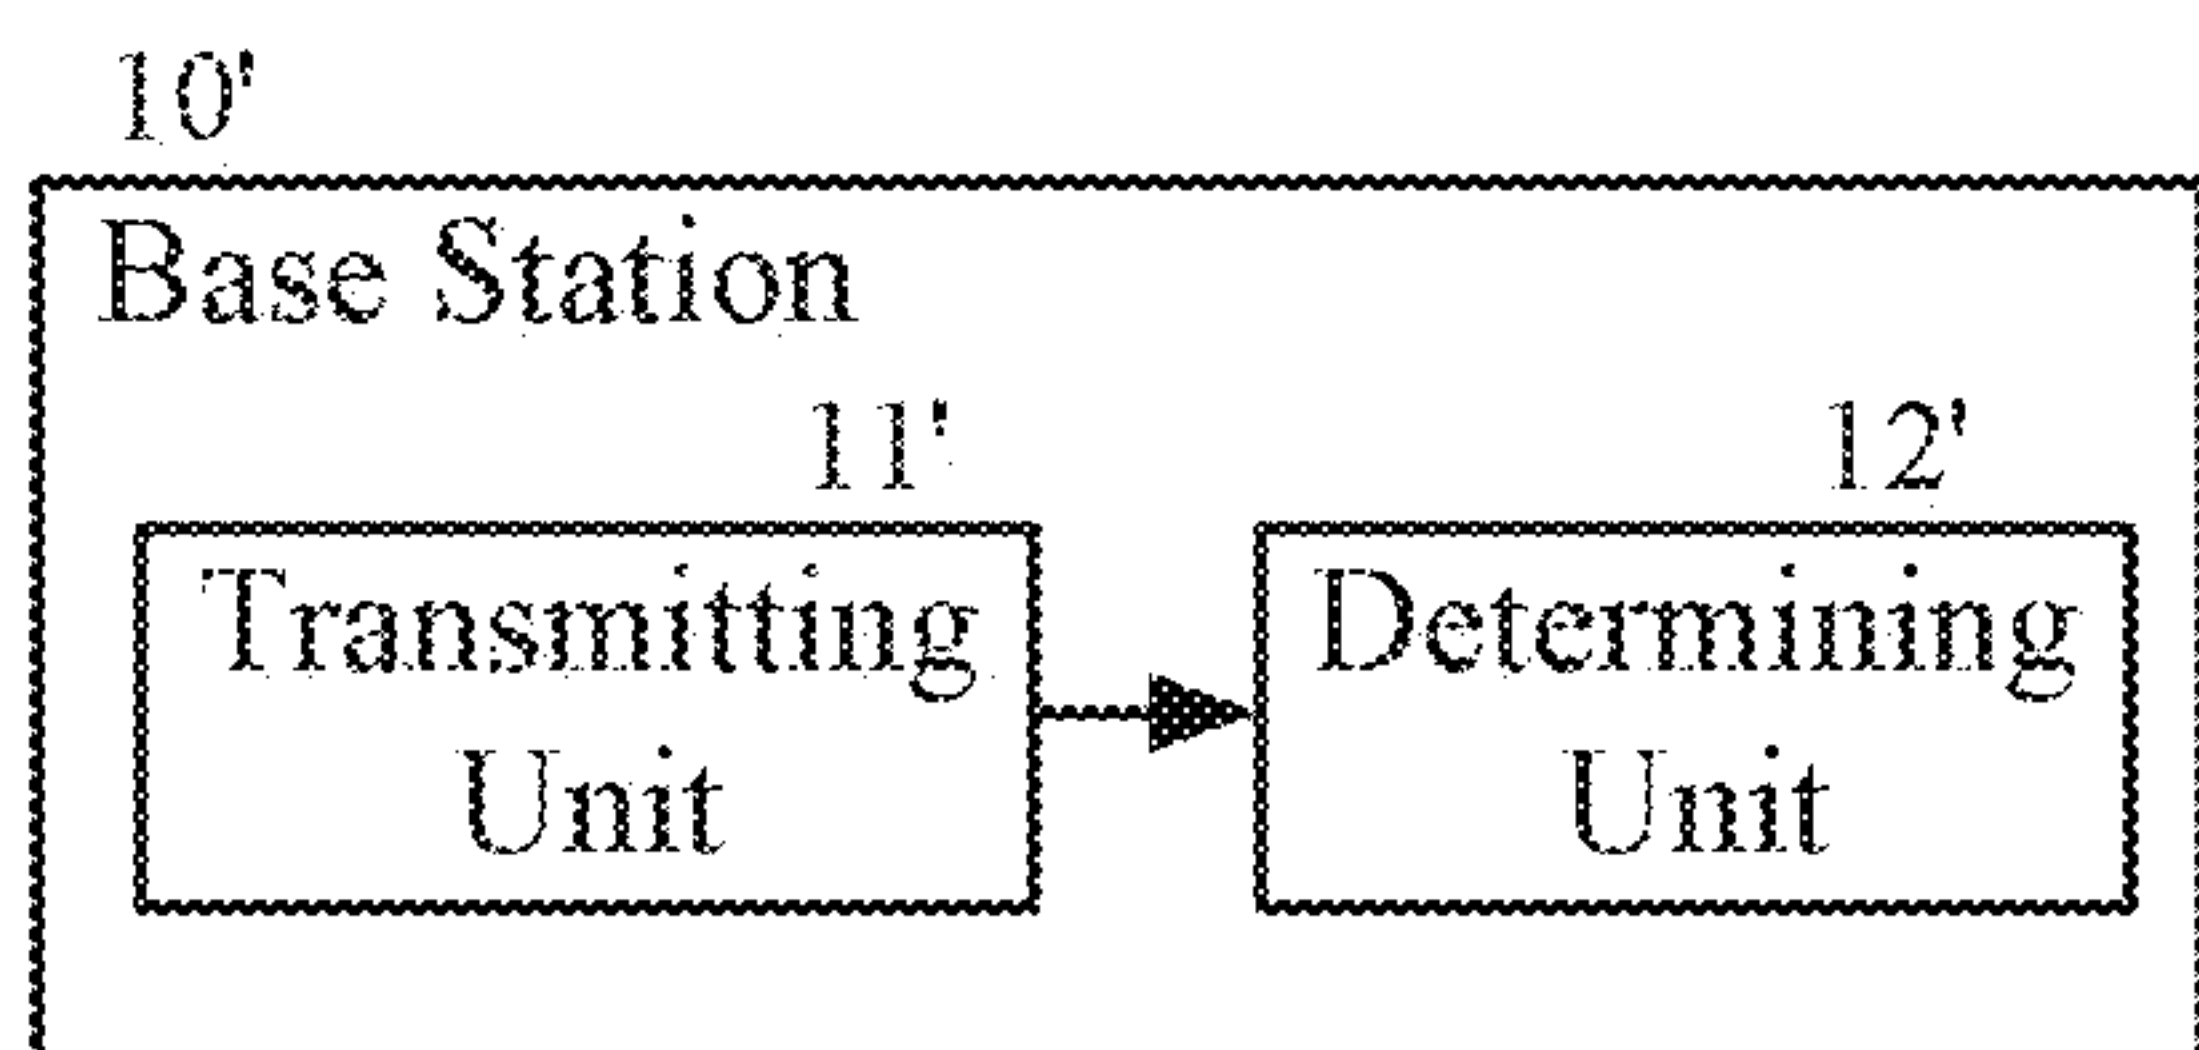 10'
Base Station
11'
12'
Transmitting
Unit
Determining
Unit